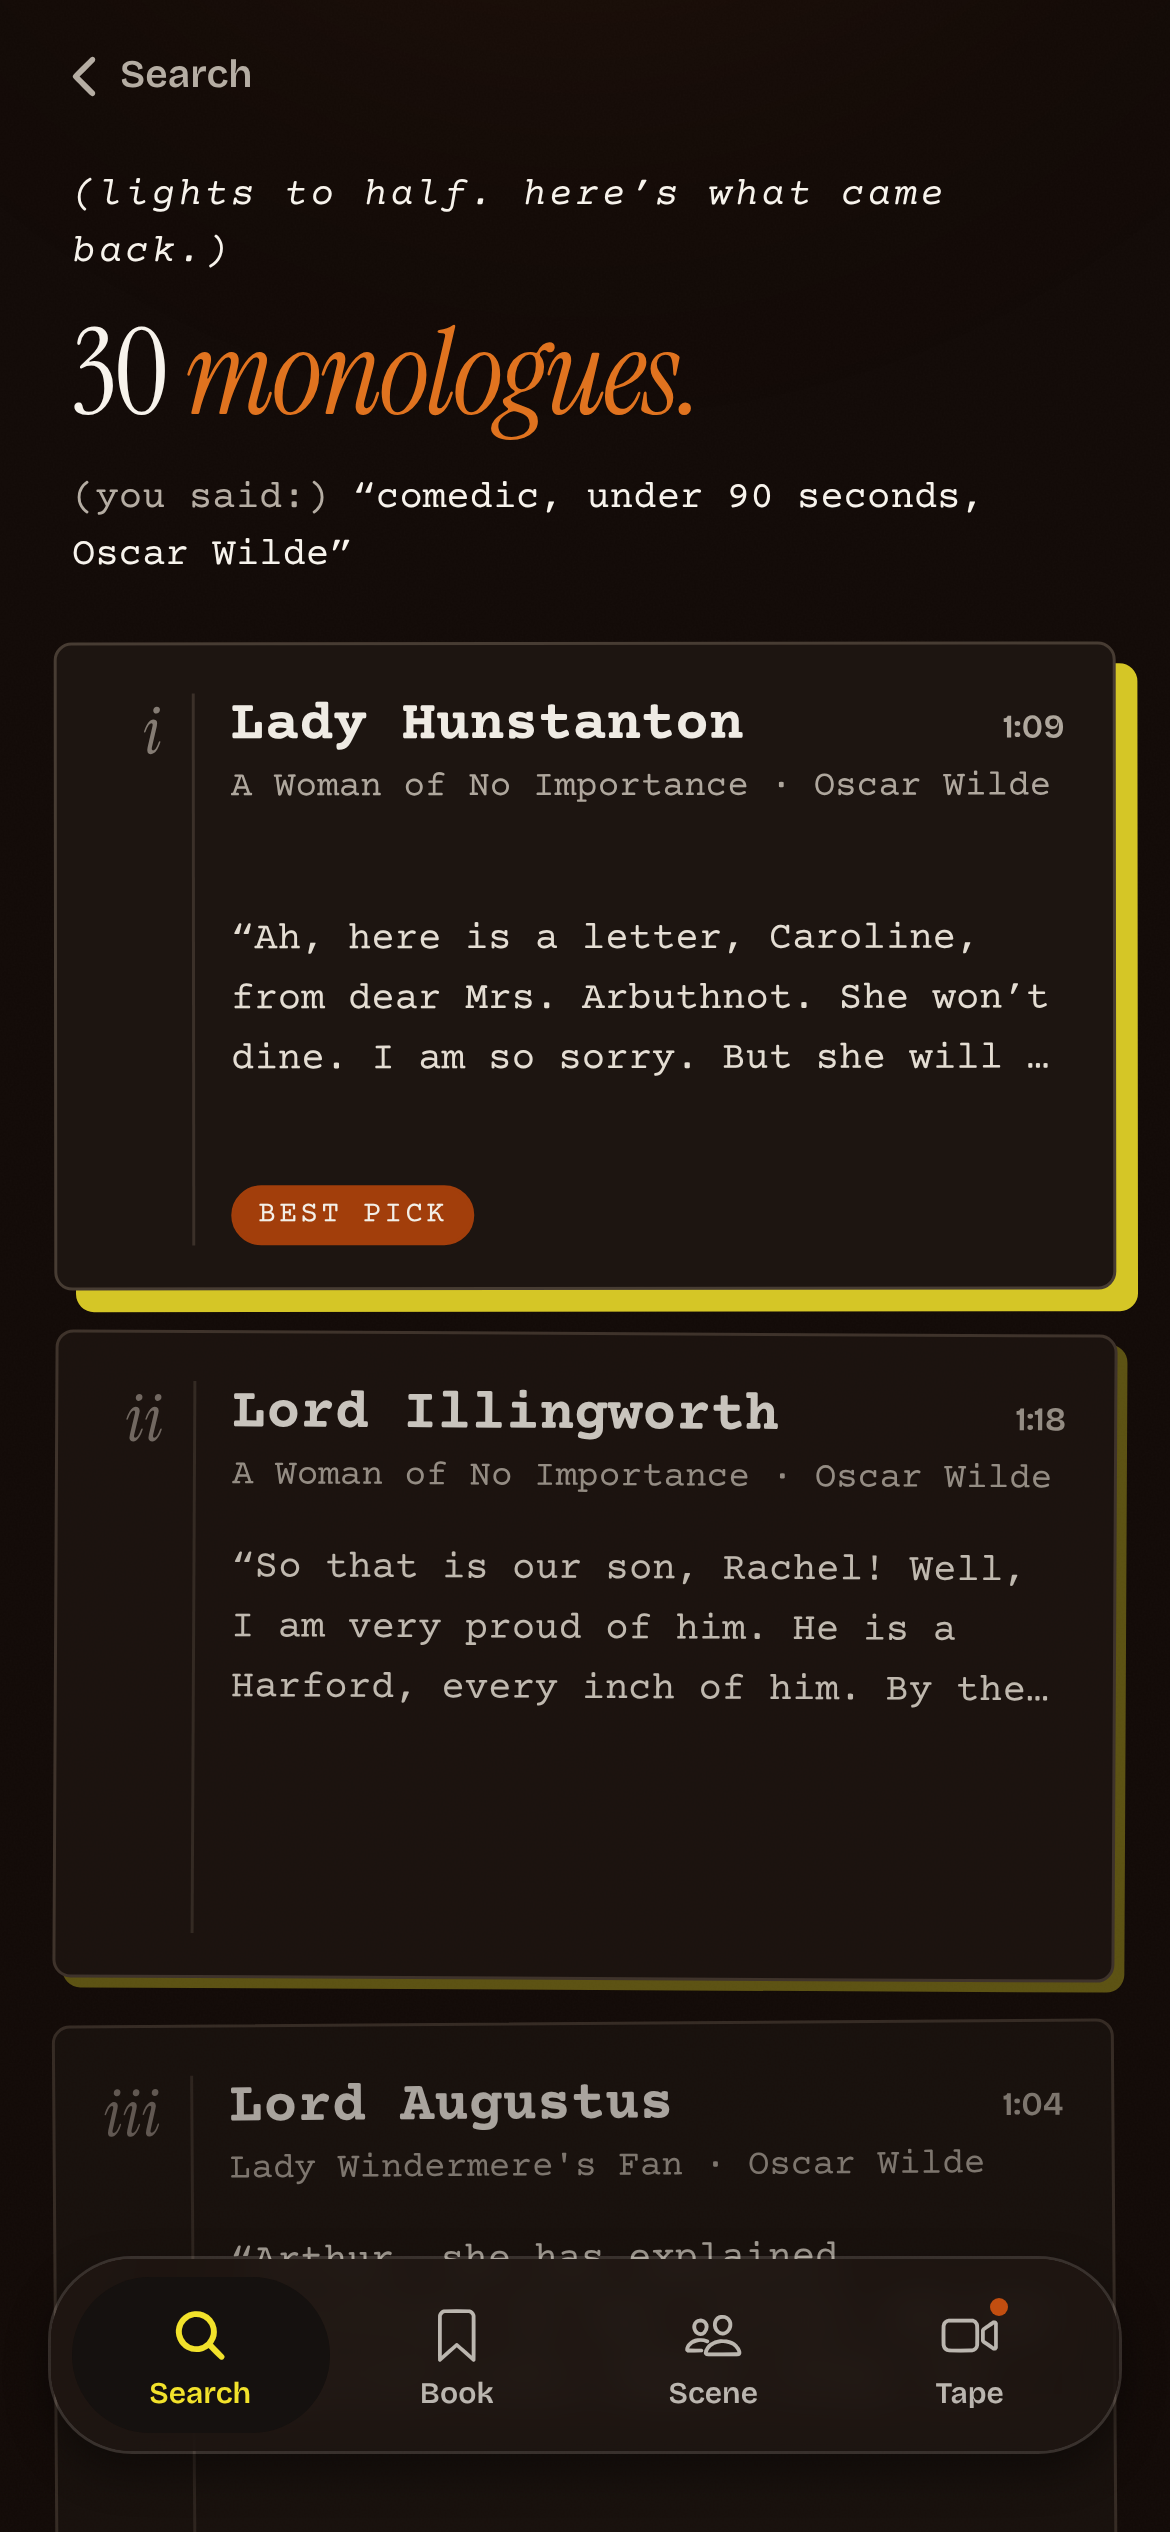 Search
(lights to half. here’s what came
back.)
30 monologues.
(you said:) “comedic, under 90 seconds,
Oscar Wilde”
i
Lady Hunstanton
1:09
A Woman of No Importance · Oscar Wilde
“Ah, here is a letter, Caroline,
from dear Mrs. Arbuthnot. She won’t
dine. I am so sorry. But she will …
BEST PICK
ii
Lord Illingworth
1:18
A Woman of No Importance · Oscar Wilde
“So that is our son, Rachel! Well,
I am very proud of him. He is a
Harford, every inch of him. By the…
iii
Lord Augustus
1:04
Lady Windermere's Fan · Oscar Wilde
“Arthur, she has explained
Search
Book
Scene
Tape